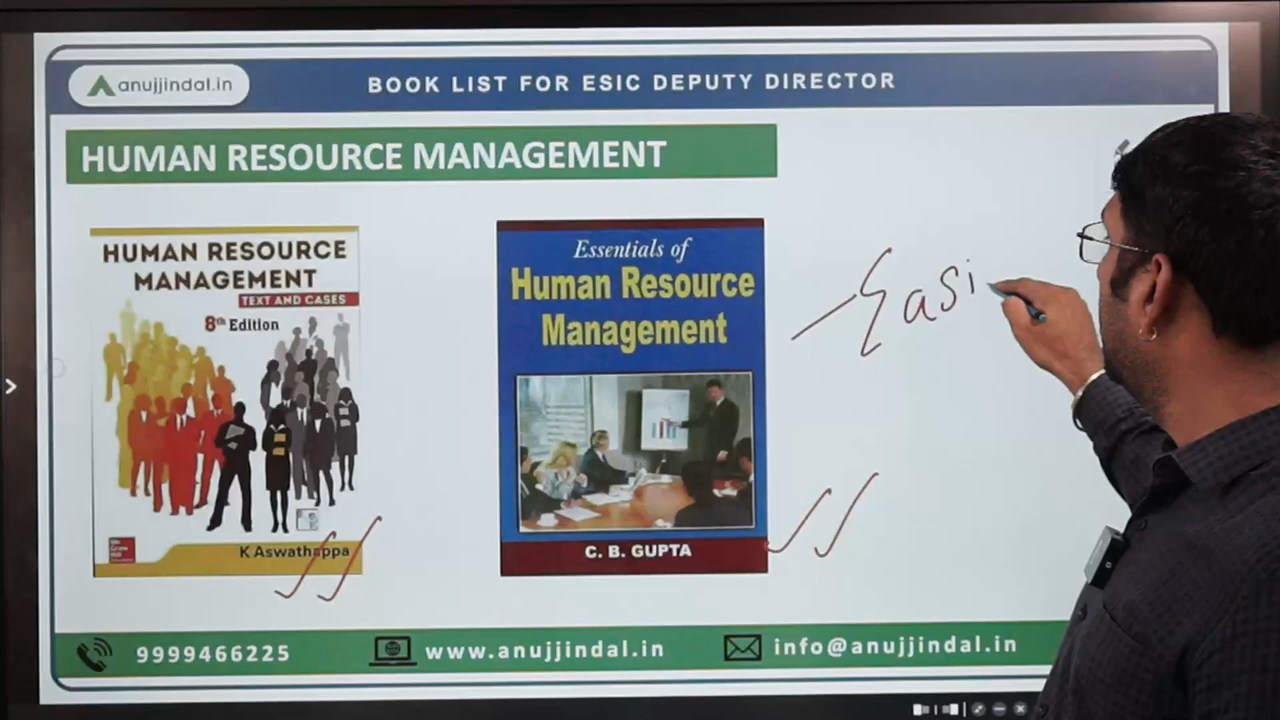 anujjindal.in
BOOK LIST FOR ESIC DEPUTY DIRECTOR
HUMAN RESOURCE MANAGEMENT
HUMAN RESOURCE
MANAGEMENT
TEXT AND CASES
8th Edition
K Aswathappa
Essentials of
Human Resource
Management
C. B. GUPTA
Easi
9999466225
www.anujjindal.in
info@anujjindal.in